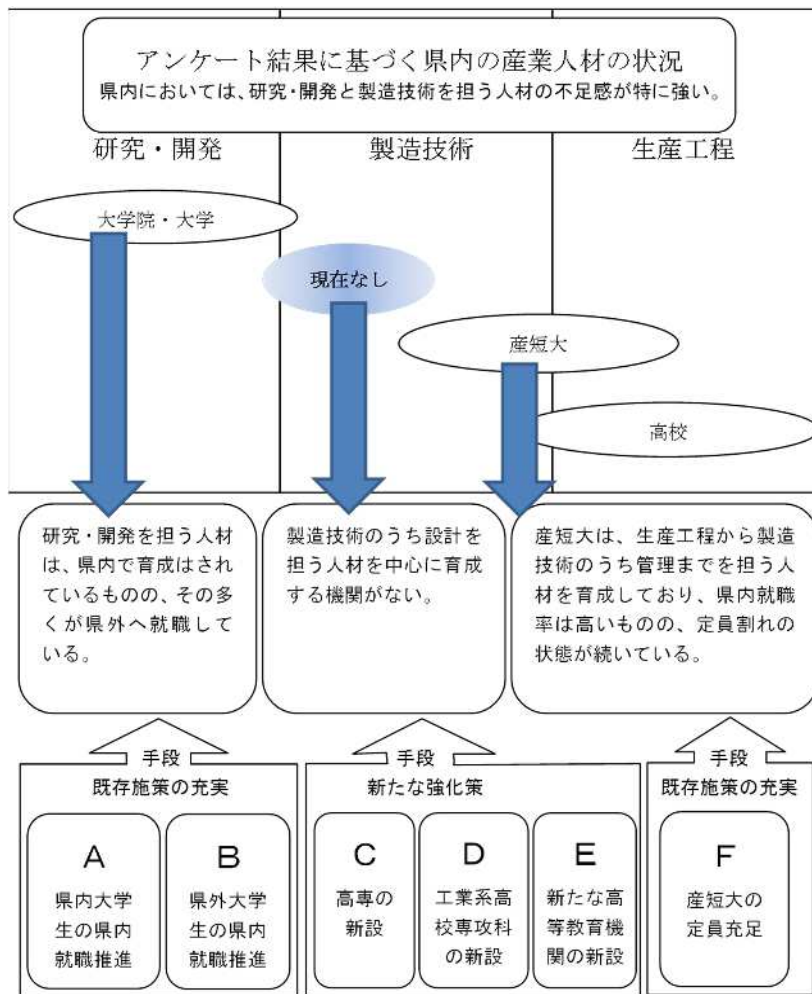 アンケート結果に基づく県内の産業人材の状況
県内においては、研究・開発と製造技術を担う人材の不足感が特に強い。
研究・開発
製造技術
生産工程
大学院・大学
現在なし
産短大
高校
研究・開発を担う人材
は、県内で育成はされ
ているものの、その多
くが県外へ就職して
いる。
製造技術のうち設計を
担う人材を中心に育成
する機関がない。
産短大は、生産工程から製造
技術のうち管理までを担う人
材を育成しており、県内就職
率は高いものの、定員割れの
状態が続いている。
手段
既存施策の充実
A
県内大学
生の県内
就職推進
B
県外大学
生の県内
就職推進
手段
新たな強化策
C
高専の
新設
D
工業系高
校専攻科
の新設
E
新たな高
等教育機
関の新設
手段
既存施策の充実
F
産短大の
定員充足